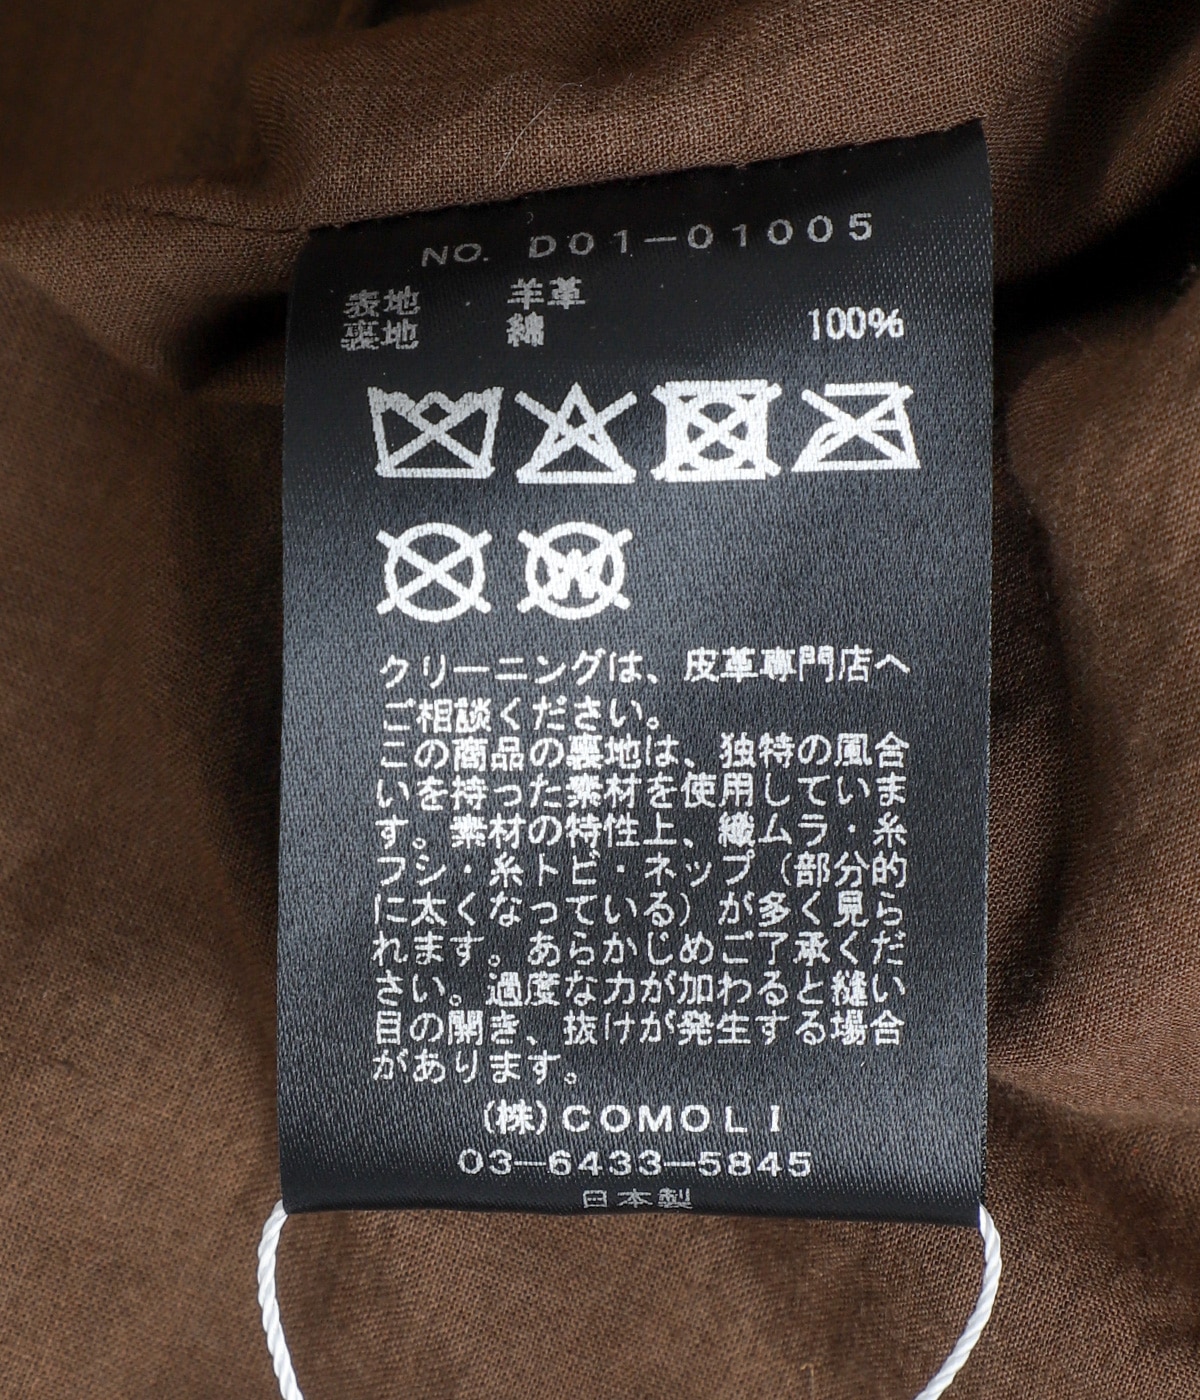 NO. D01-01005
表地 羊革
裏地 綿 100%
クリーニングは、皮革専門店へ
ご相談ください。
この商品の裏地は、独特の風合
いを持った素材を使用していま
す。素材の特性上、織ムラ・糸
フシ・糸トビ・ネップ（部分的
に太くなっている）が多く見ら
れます。あらかじめご了承くだ
さい。過度な力が加わると縫い
目の開き、抜けが発生する場合
があります。
(株)COMOLI
03-6433-5845
日本製